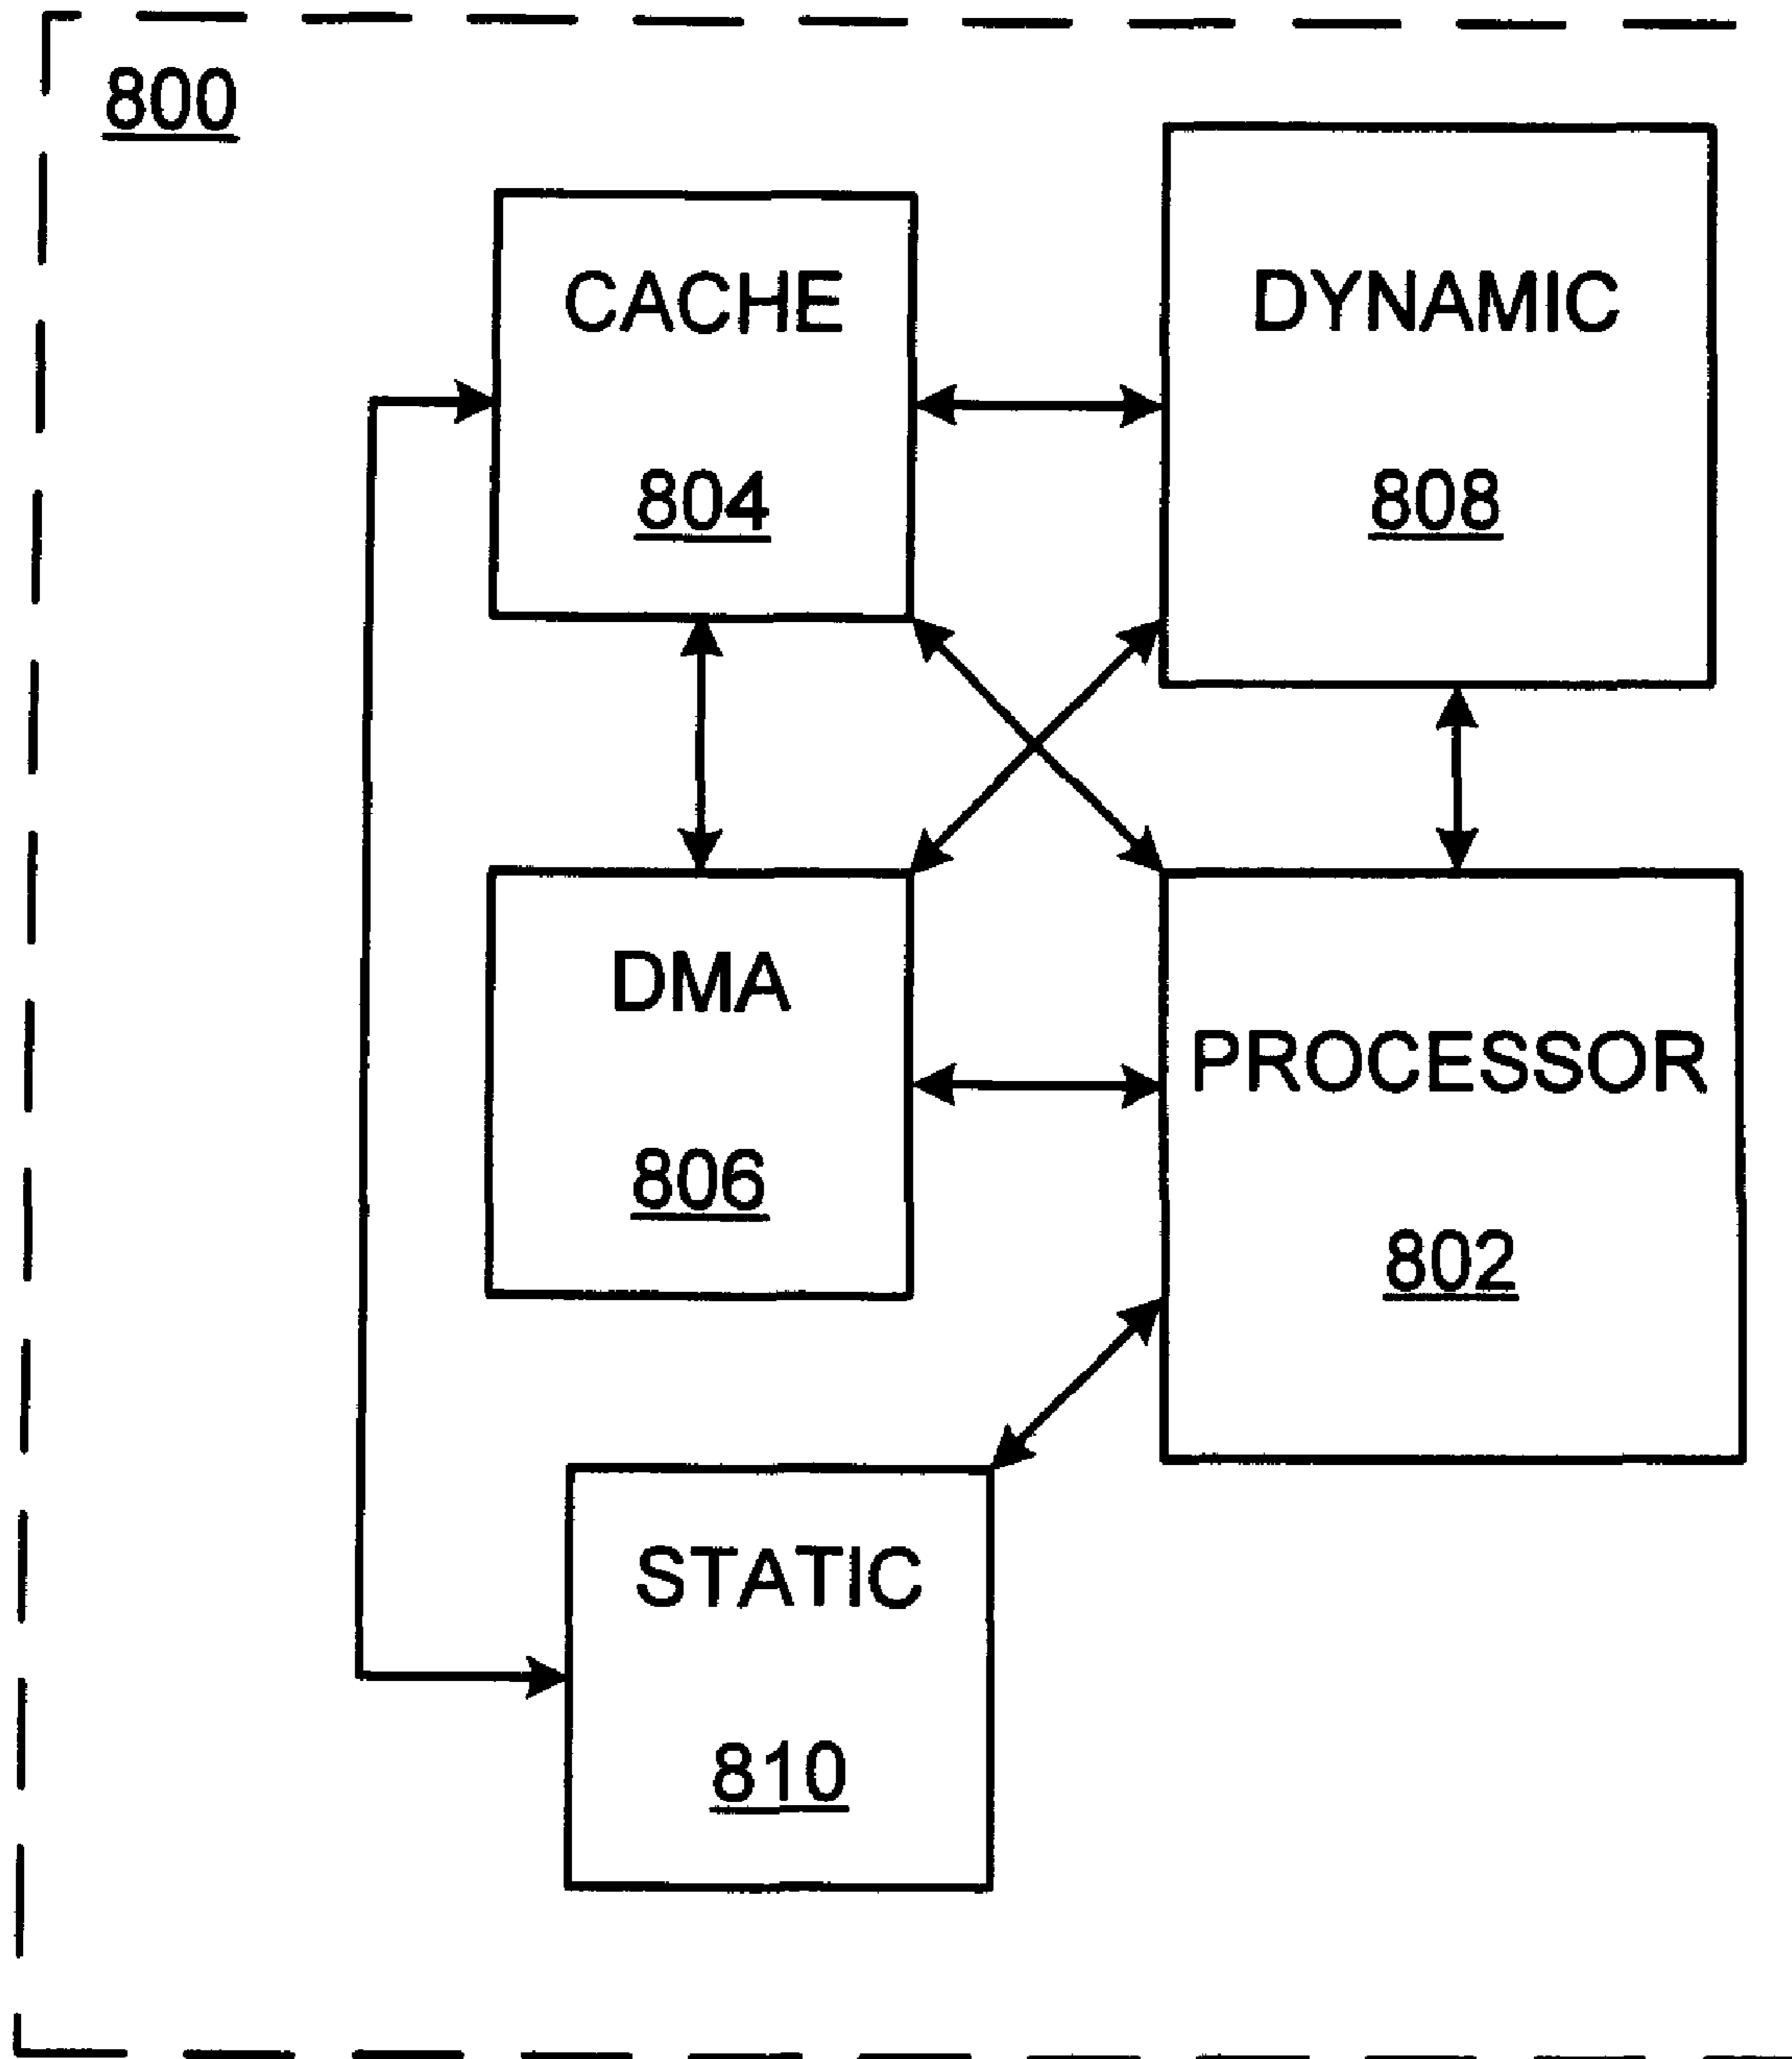 800
CACHE
804
DYNAMIC
808
DMA
806
PROCESSOR
802
STATIC
810